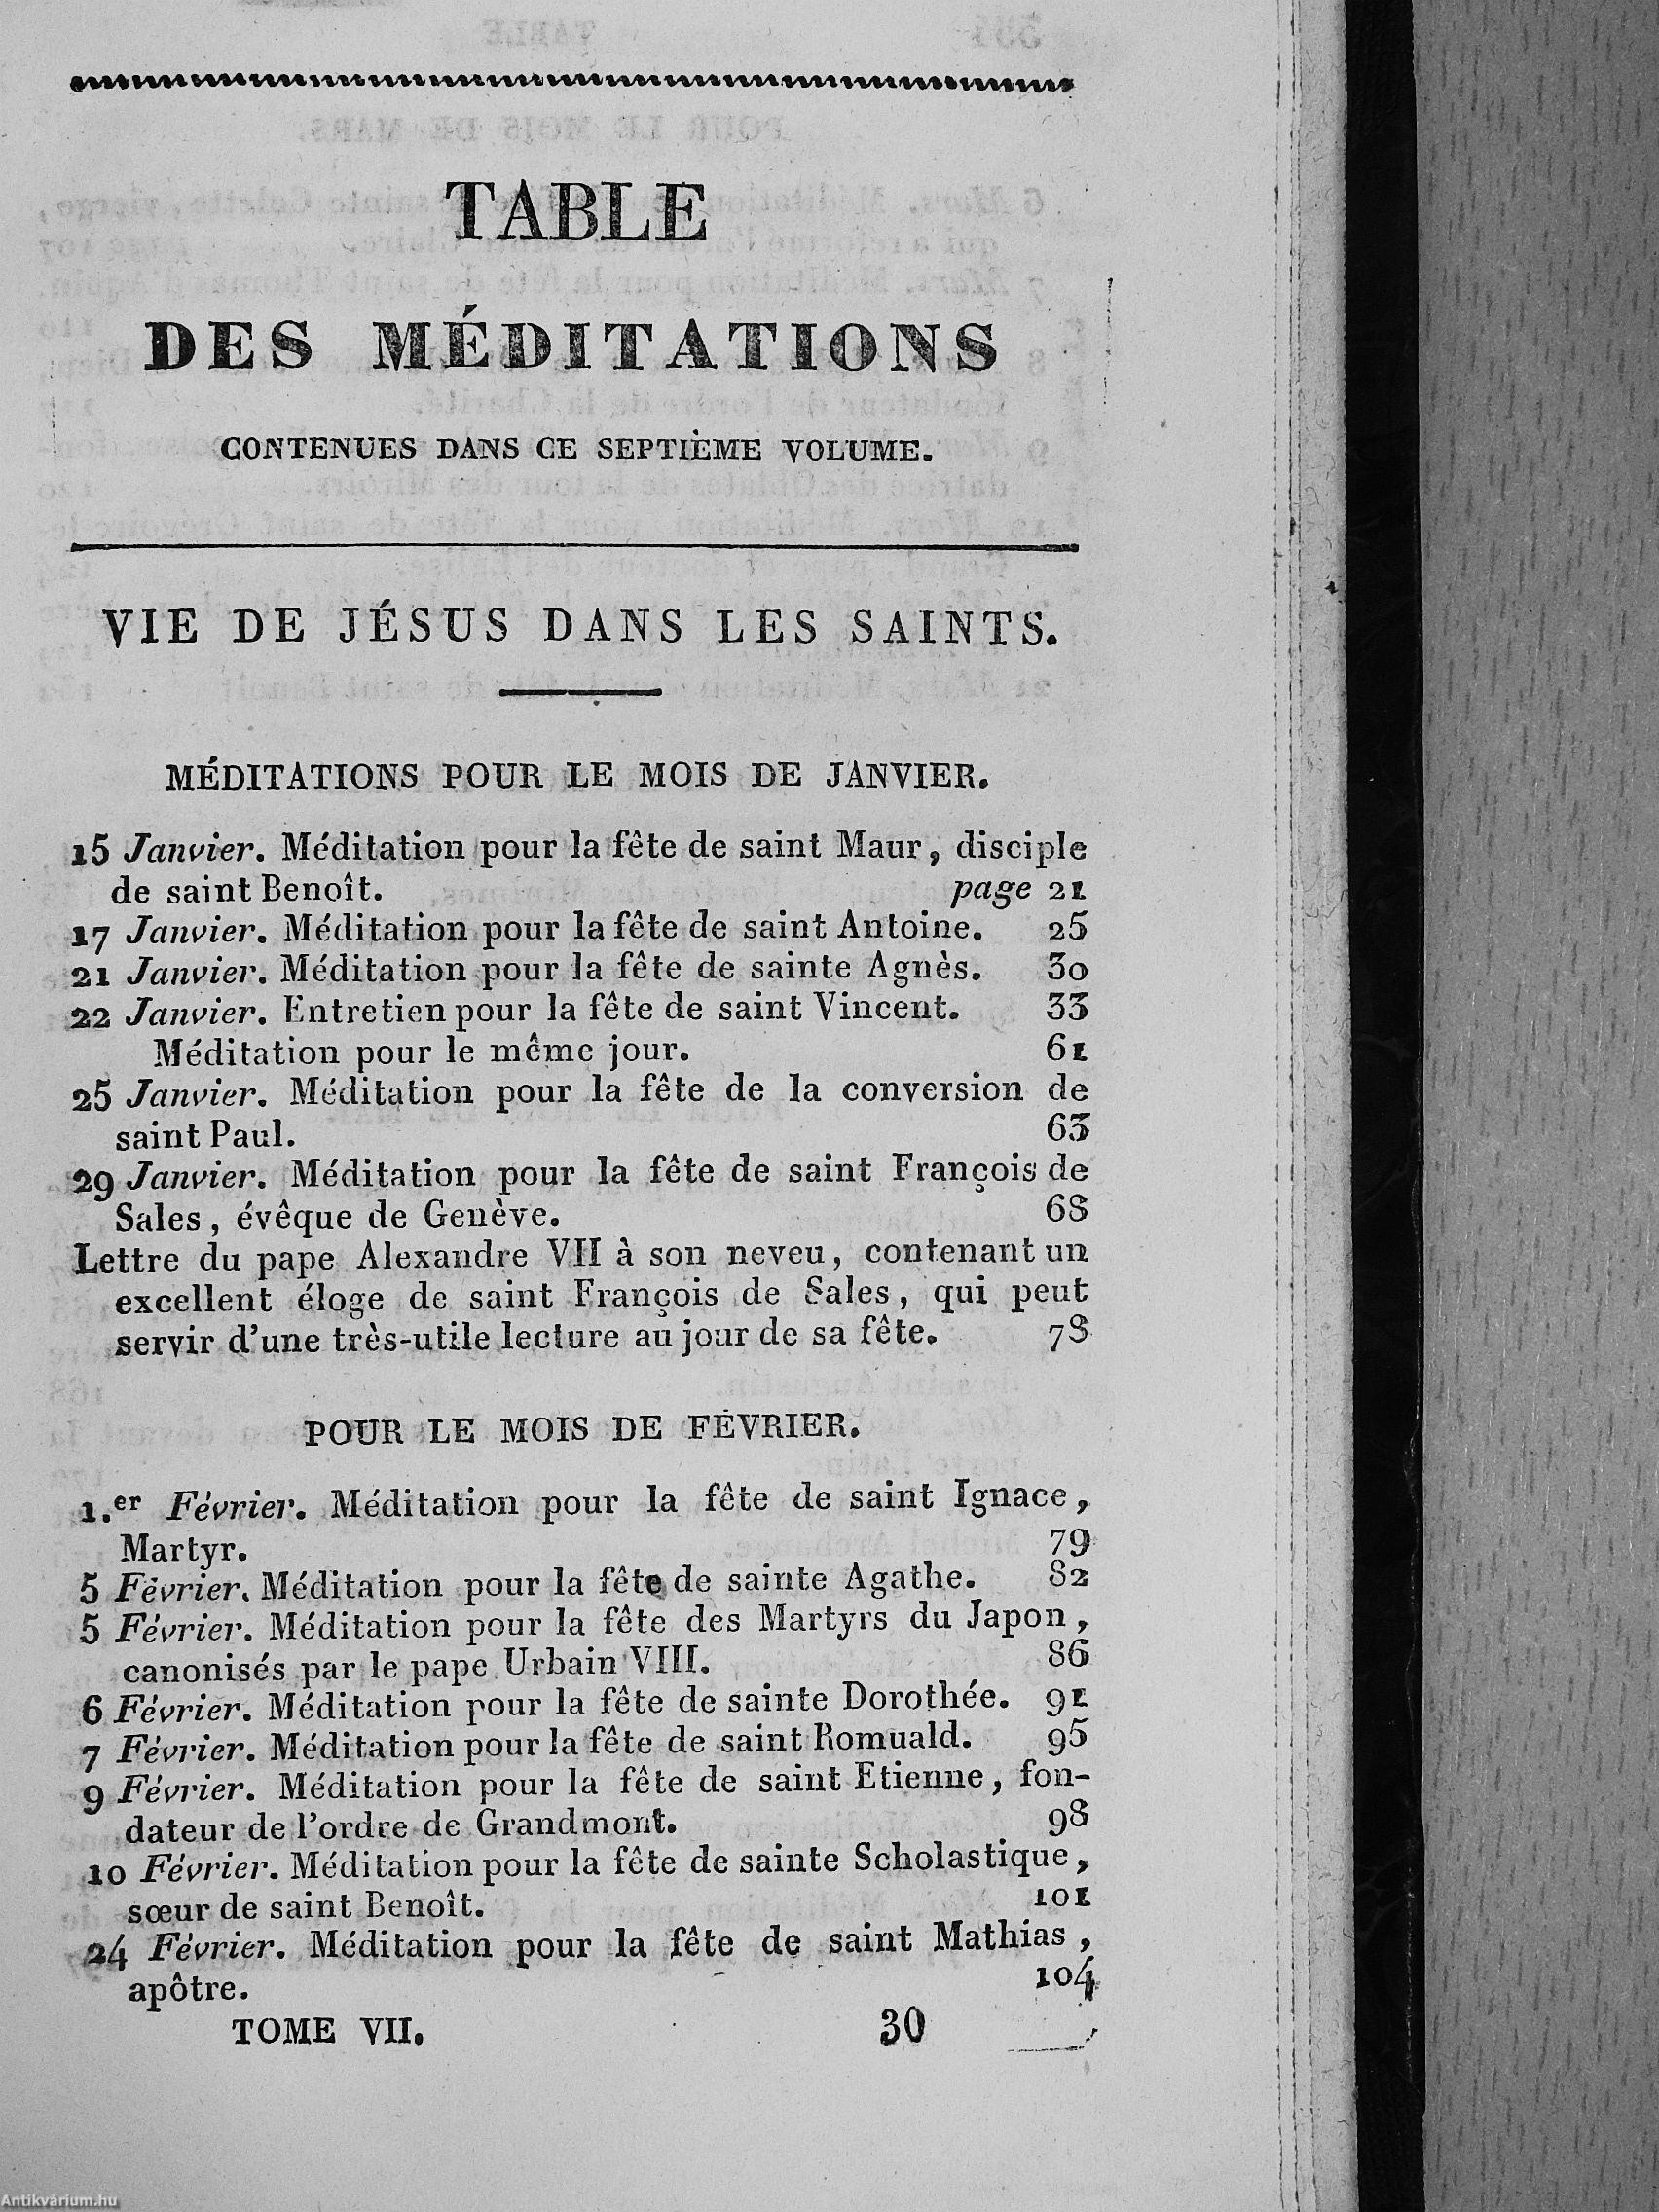 TABLE
DES MÉDITATIONS
CONTENUES DANS CE SEPTIÈME VOLUME.
VIE DE JÉSUS DANS LES SAINTS.
MÉDITATIONS POUR LE MOIS DE JANVIER.
15 Janvier. Méditation pour la fête de saint Maur, disciple
de saint Benoît. page 21
17 Janvier. Méditation pour la fête de saint Antoine. 25
21 Janvier. Méditation pour la fête de sainte Agnès. 30
22 Janvier. Entretien pour la fête de saint Vincent. 33
Méditation pour le même jour. 61
25 Janvier. Méditation pour la fête de la conversion de
saint Paul. 63
29 Janvier. Méditation pour la fête de saint François de
Sales, évêque de Genève. 68
Lettre du pape Alexandre VII à son neveu, contenant un
excellent éloge de saint François de Sales, qui peut
servir d'une très-utile lecture au jour de sa fête. 78
POUR LE MOIS DE FÉVRIER.
1.er Février. Méditation pour la fête de saint Ignace,
Martyr. 79
5 Février. Méditation pour la fête de sainte Agathe. 82
5 Février. Méditation pour la fête des Martyrs du Japon,
canonisés par le pape Urbain VIII. 86
6 Février. Méditation pour la fête de sainte Dorothée. 91
7 Février. Méditation pour la fête de saint Romuald. 95
9 Février. Méditation pour la fête de saint Etienne, fon-
dateur de l'ordre de Grandmont. 98
10 Février. Méditation pour la fête de sainte Scholastique,
sœur de saint Benoît. 101
24 Février. Méditation pour la fête de saint Mathias,
apôtre. 104
TOME VII. 30
Antikvárium.hu